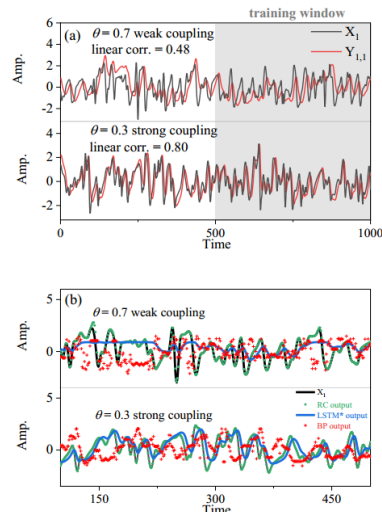 training window
(a)
θ = 0.7 weak coupling
linear corr. = 0.48
X1
Y1,1
θ = 0.3 strong coupling
linear corr. = 0.80
Amp.
Amp.
6
4
2
0
-2
2
0
-2
0
500
750
1000
Time
(b)
θ = 0.7 weak coupling
X1
RC output
LSTM* output
BP output
θ = 0.3 strong coupling
Amp.
Amp.
5
0
5
0
150
300
450
Time